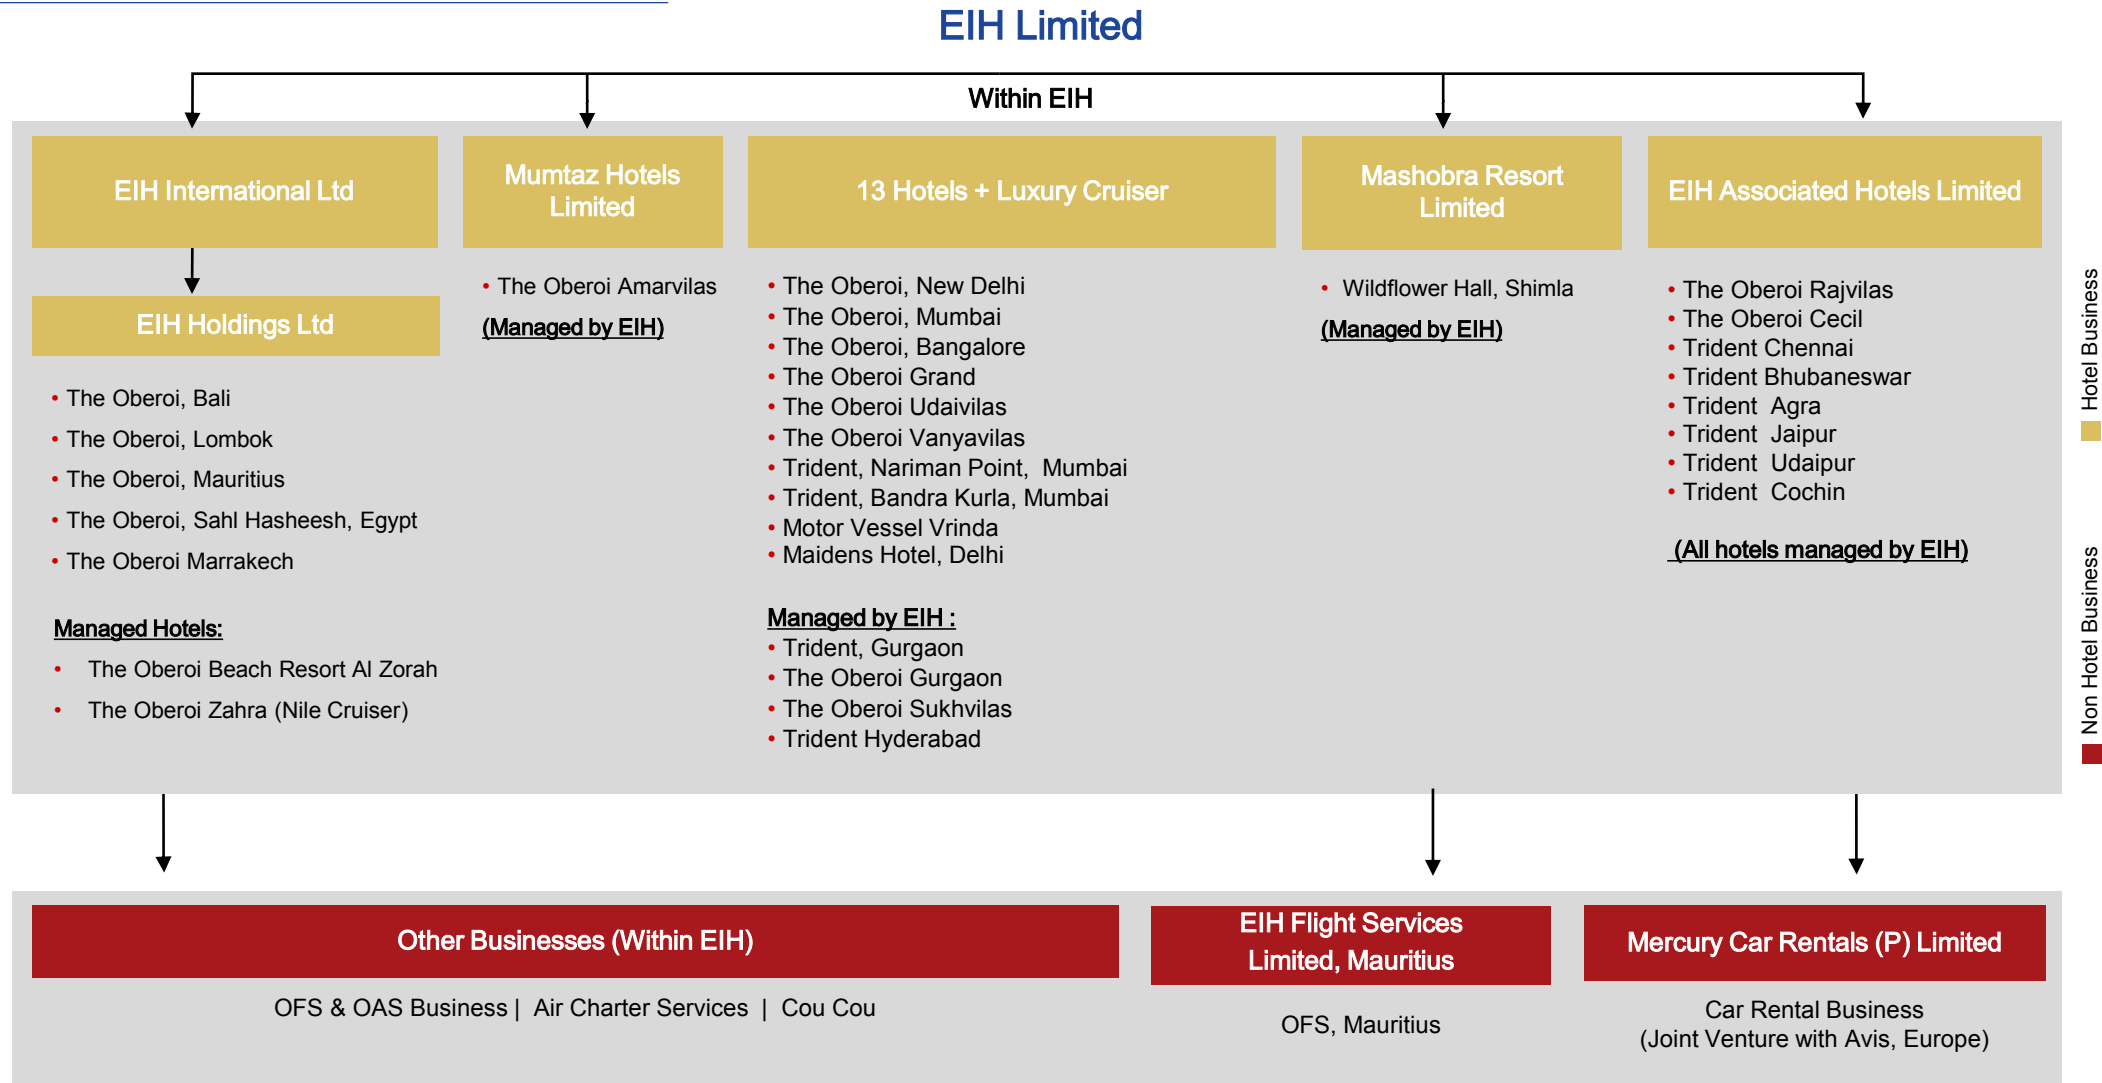 EIH Limited
Within EIH
EIH International Ltd
EIH Holdings Ltd
• The Oberoi, Bali
• The Oberoi, Lombok
• The Oberoi, Mauritius
• The Oberoi, Sahl Hasheesh, Egypt
• The Oberoi Marrakech
Managed Hotels:
• The Oberoi Beach Resort Al Zorah
• The Oberoi Zahra (Nile Cruiser)
Mumtaz Hotels
Limited
• The Oberoi Amarvilas
(Managed by EIH)
13 Hotels + Luxury Cruiser
• The Oberoi, New Delhi
• The Oberoi, Mumbai
• The Oberoi, Bangalore
• The Oberoi Grand
• The Oberoi Udaivilas
• The Oberoi Vanyavilas
• Trident, Nariman Point, Mumbai
• Trident, Bandra Kurla, Mumbai
• Motor Vessel Vrinda
• Maidens Hotel, Delhi
Managed by EIH :
• Trident, Gurgaon
• The Oberoi Gurgaon
• The Oberoi Sukhvilas
• Trident Hyderabad
Mashobra Resort
Limited
• Wildflower Hall, Shimla
(Managed by EIH)
EIH Associated Hotels Limited
• The Oberoi Rajvilas
• The Oberoi Cecil
• Trident Chennai
• Trident Bhubaneswar
• Trident Agra
• Trident Jaipur
• Trident Udaipur
• Trident Cochin
(All hotels managed by EIH)
Hotel Business
Non Hotel Business
Other Businesses (Within EIH)
OFS & OAS Business | Air Charter Services | Cou Cou
EIH Flight Services
Limited, Mauritius
OFS, Mauritius
Mercury Car Rentals (P) Limited
Car Rental Business
(Joint Venture with Avis, Europe)